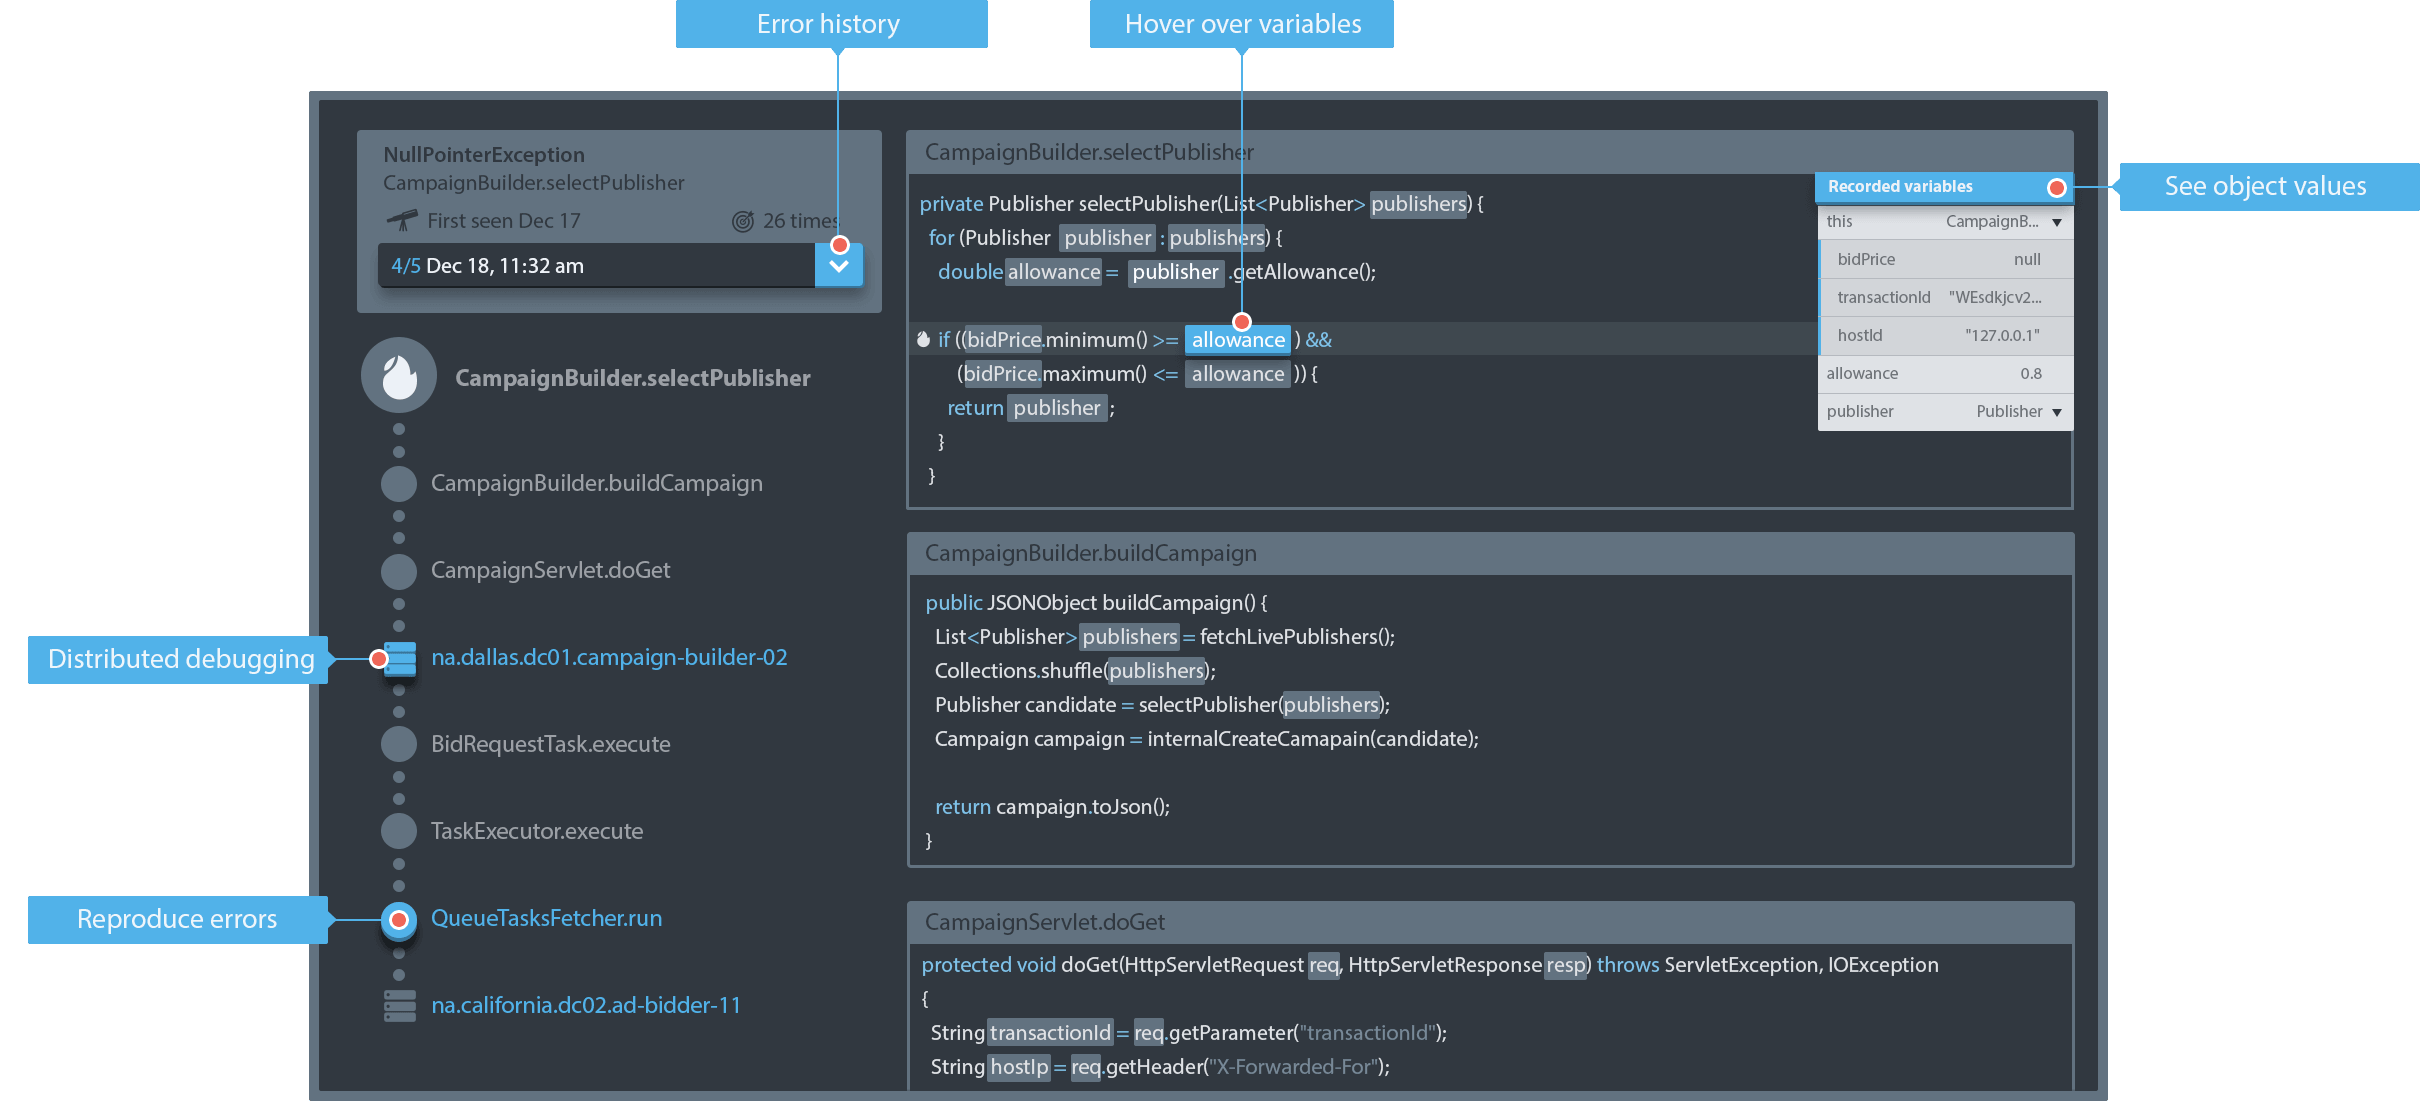 Error history
Hover over variables
NullPointerException
CampaignBuilder.selectPublisher
First seen Dec 17
26 times
4/5 Dec 18, 11:32 am
CampaignBuilder.selectPublisher
CampaignBuilder.buildCampaign
CampaignServlet.doGet
Distributed debugging
na.dallas.dc01.campaign-builder-02
BidRequestTask.execute
TaskExecutor.execute
Reproduce errors
QueueTasksFetcher.run
na.california.dc02.ad-bidder-11
CampaignBuilder.selectPublisher
private Publisher selectPublisher(List<Publisher> publishers) {
for (Publisher publisher : publishers) {
double allowance = publisher .getAllowance();
if ((bidPrice.minimum() >= allowance ) &&
(bidPrice.maximum() <= allowance )) {
return publisher ;
}
}
See object values
Recorded variables
this CampaignB...
bidPrice null
transactionId "WEsdkjcv2...
hostId "127.0.0.1"
allowance 0.8
publisher Publisher
CampaignBuilder.buildCampaign
public JSONObject buildCampaign() {
List<Publisher> publishers = fetchLivePublishers();
Collections.shuffle(publishers);
Publisher candidate = selectPublisher(publishers);
Campaign campaign = internalCreateCamapain(candidate);
return campaign.toJson();
}
CampaignServlet.doGet
protected void doGet(HttpServletRequest req, HttpServletResponse resp) throws ServletException, IOException
{
String transactionId = req.getParameter("transactionId");
String hostIp = req.getHeader("X-Forwarded-For");